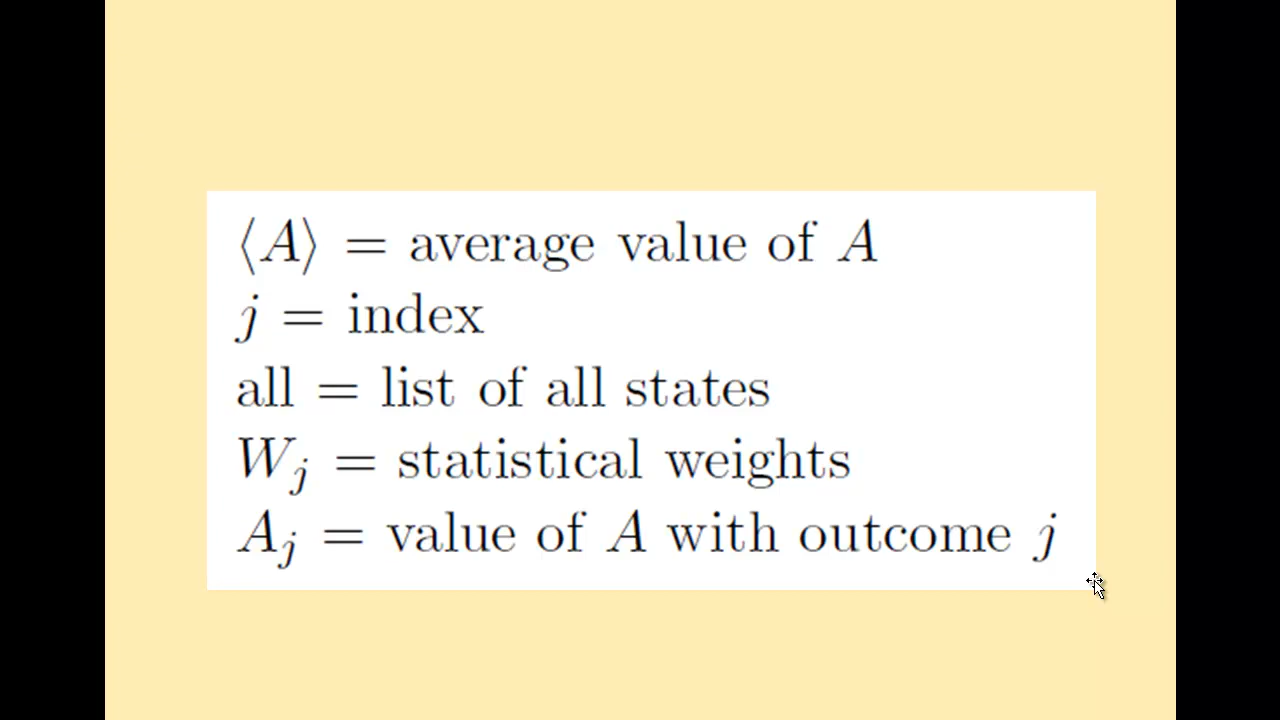 ⟨A⟩ = average value of A
j = index
all = list of all states
W_j = statistical weights
A_j = value of A with outcome j